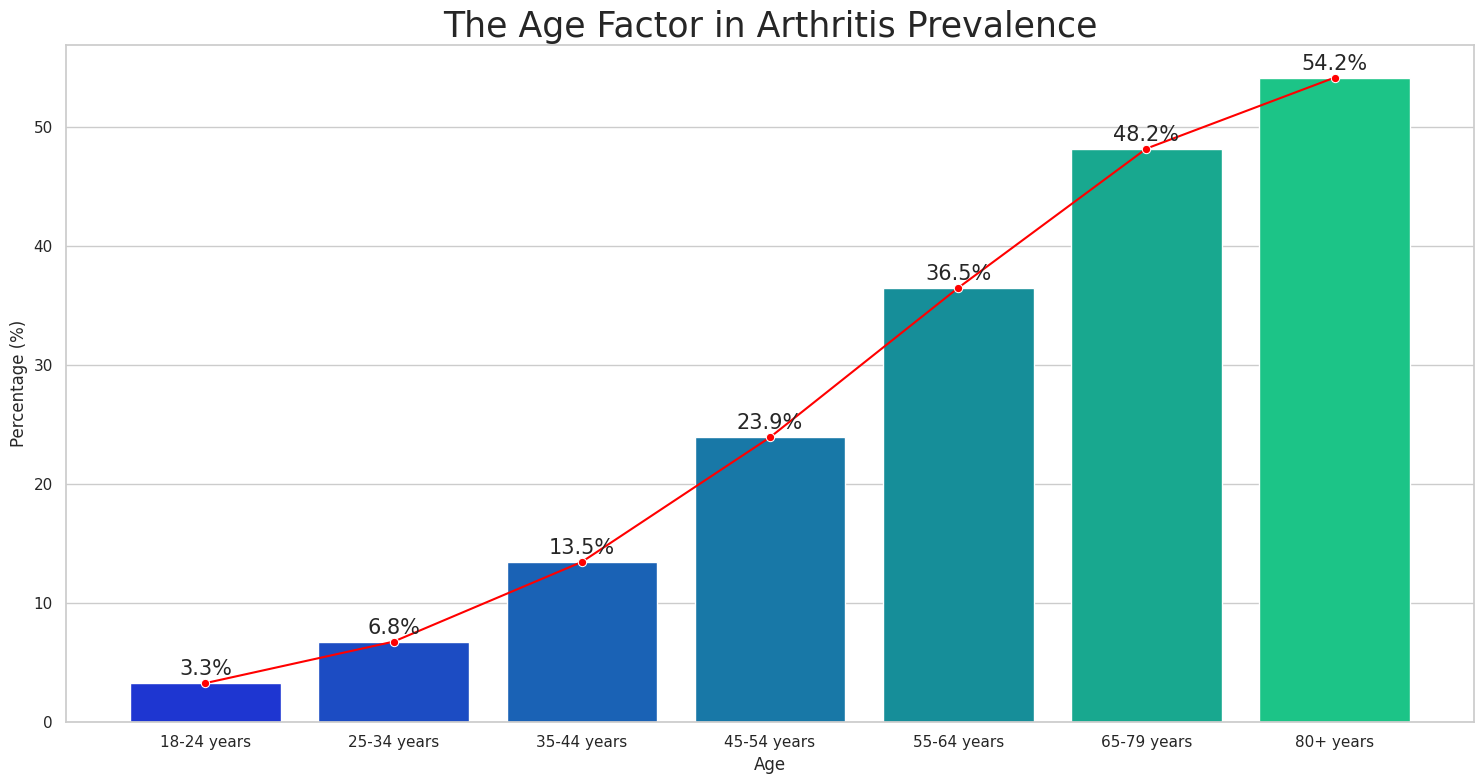 The Age Factor in Arthritis Prevalence
54.2%
50
48.2%
40
36.5%
30
23.9%
20
13.5%
10
6.8%
3.3%
0
Percentage (%)
18-24 years
25-34 years
35-44 years
45-54 years
55-64 years
65-79 years
80+ years
Age